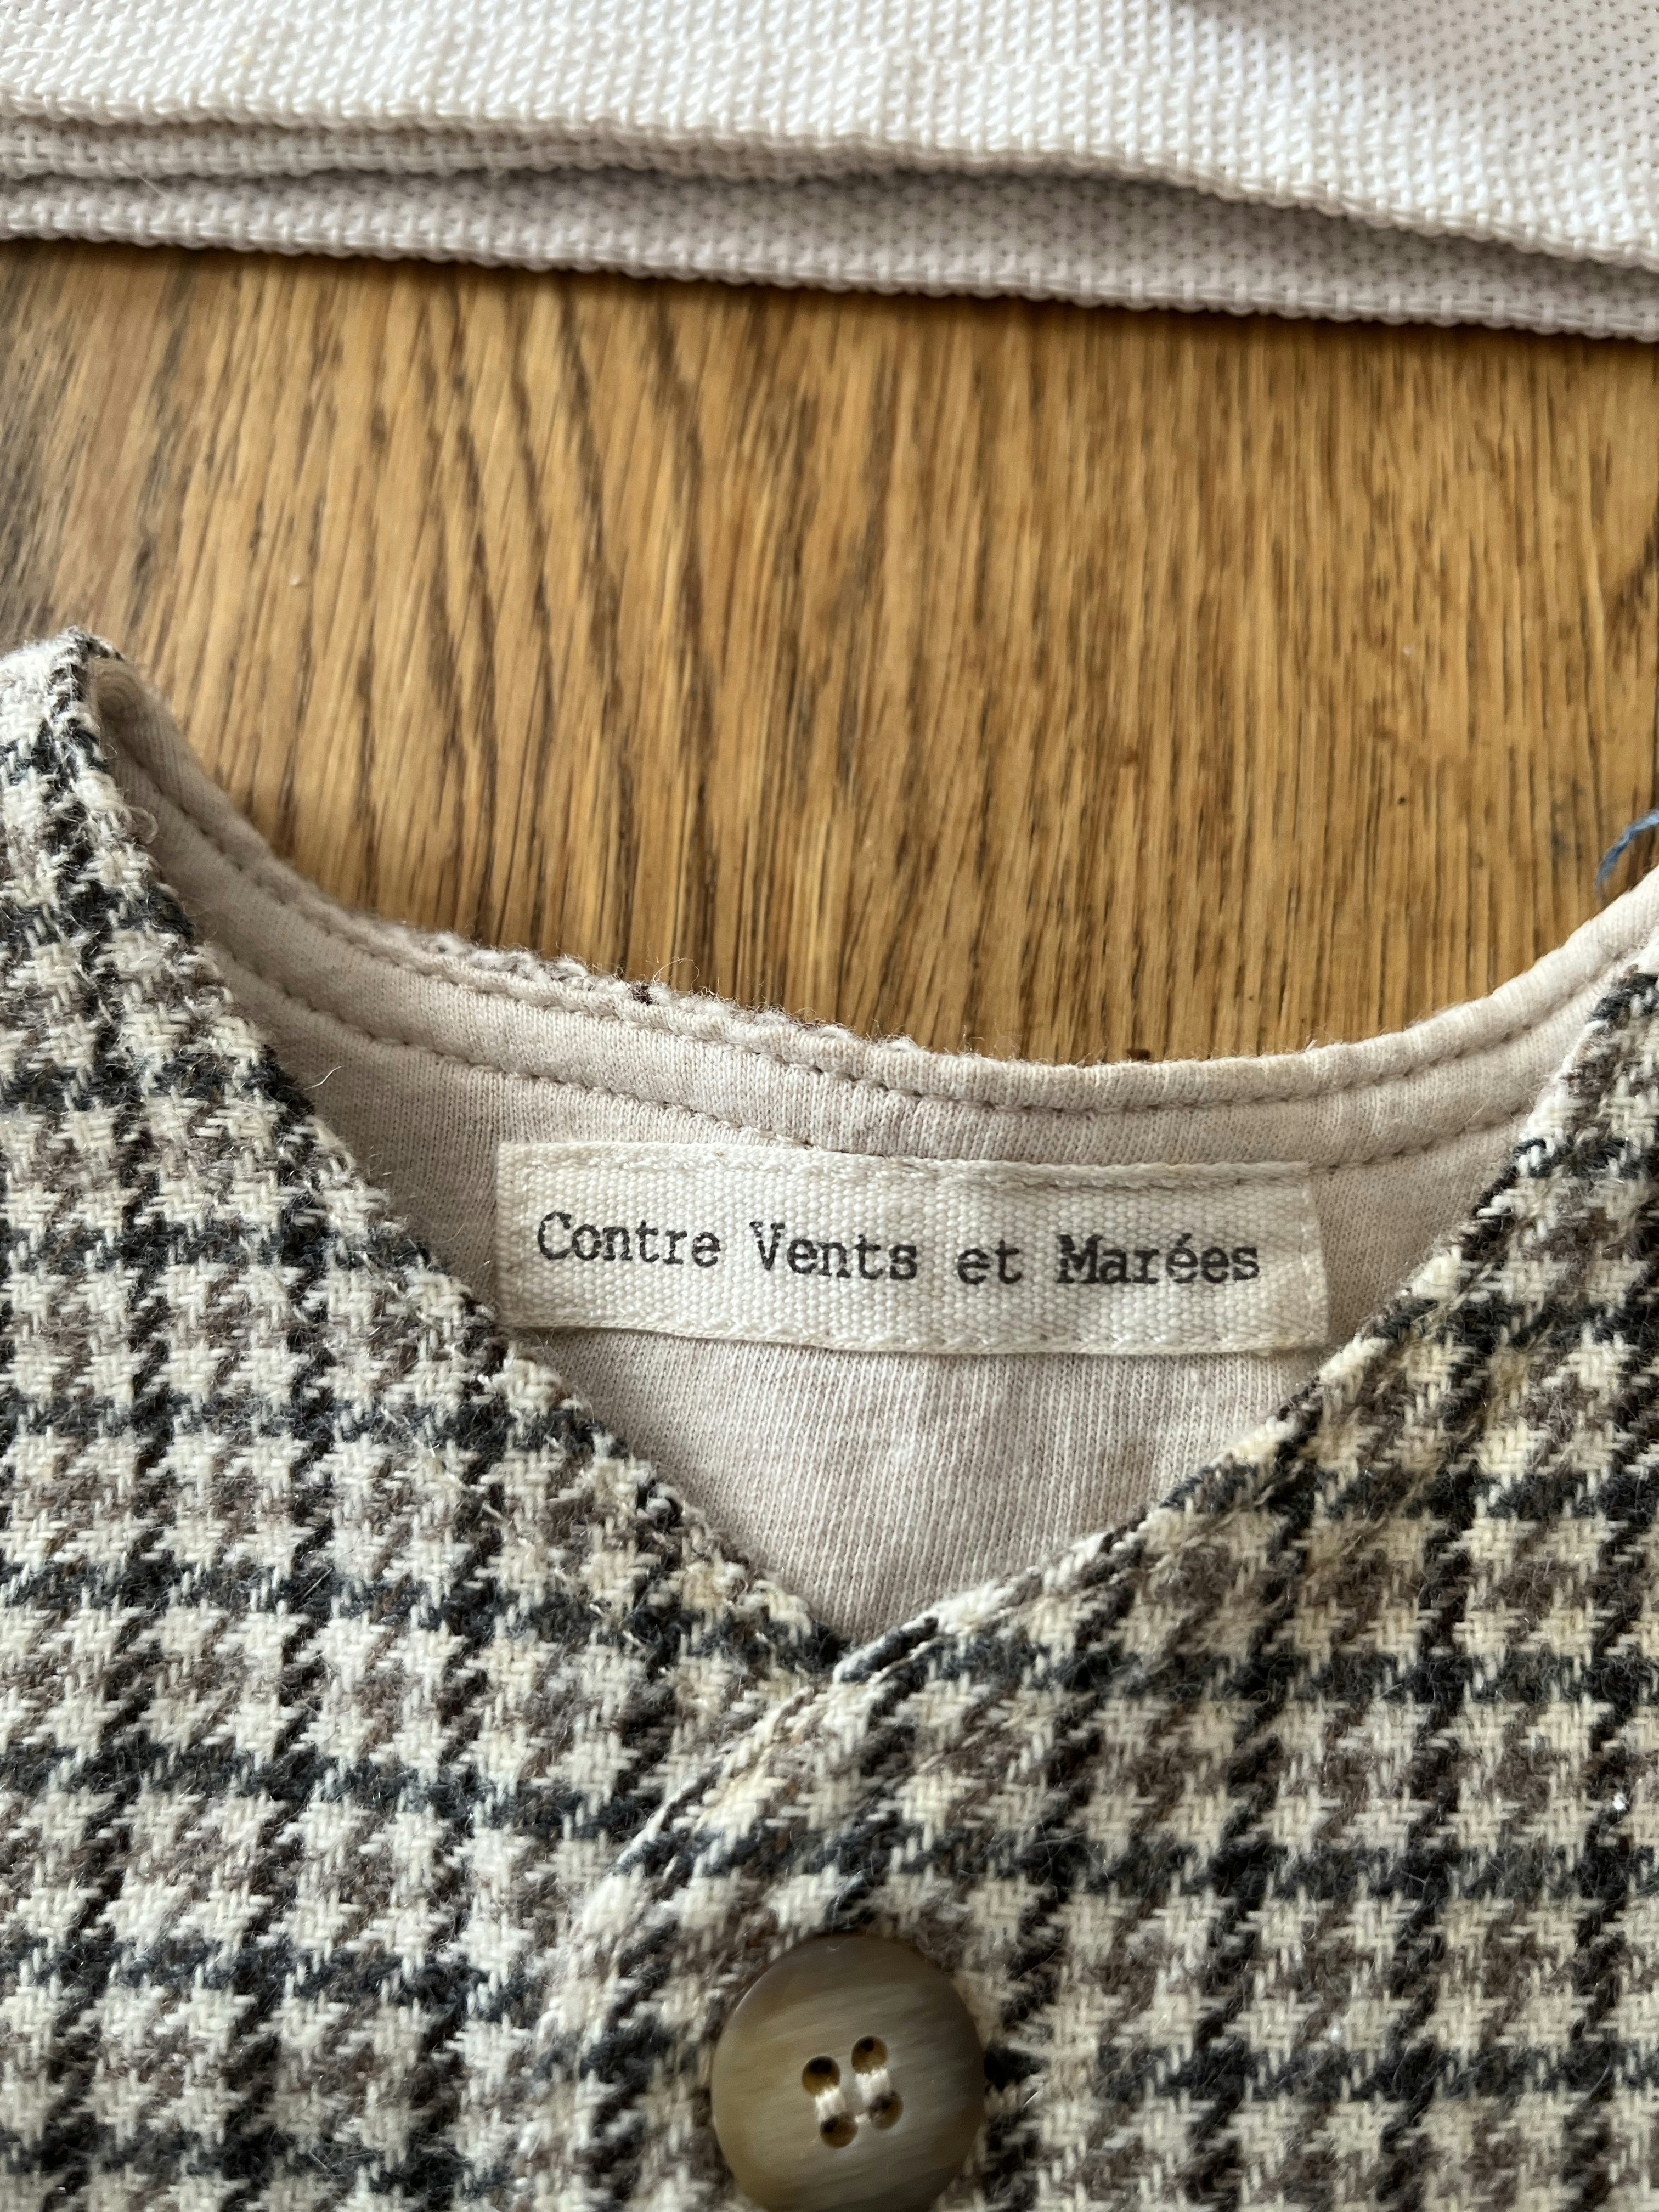 Contre Vents et Marées